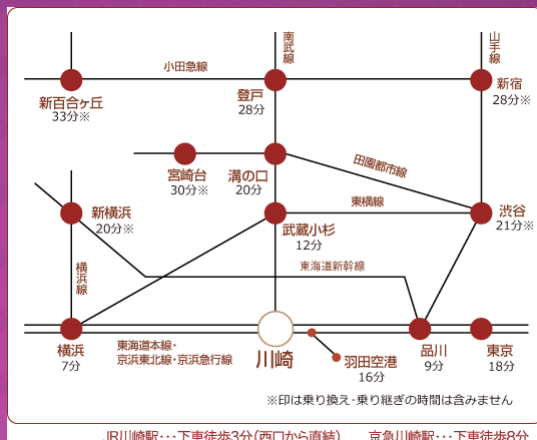 南武線
山手線
小田急線
新百合ヶ丘
33分※
登戸
28分
新宿
28分※
宮崎台
30分※
溝の口
20分
田園都市線
新横浜
20分※
東横線
武蔵小杉
12分
渋谷
21分※
横浜線
東海道新幹線
横浜
7分
東海道本線・
京浜東北線・京浜急行線
川崎
羽田空港
16分
品川
9分
東京
18分
※印は乗り換え・乗り継ぎの時間は含みません
JR川崎駅・・・下車徒歩3分(西口から直結) 京急川崎駅・・・下車徒歩8分